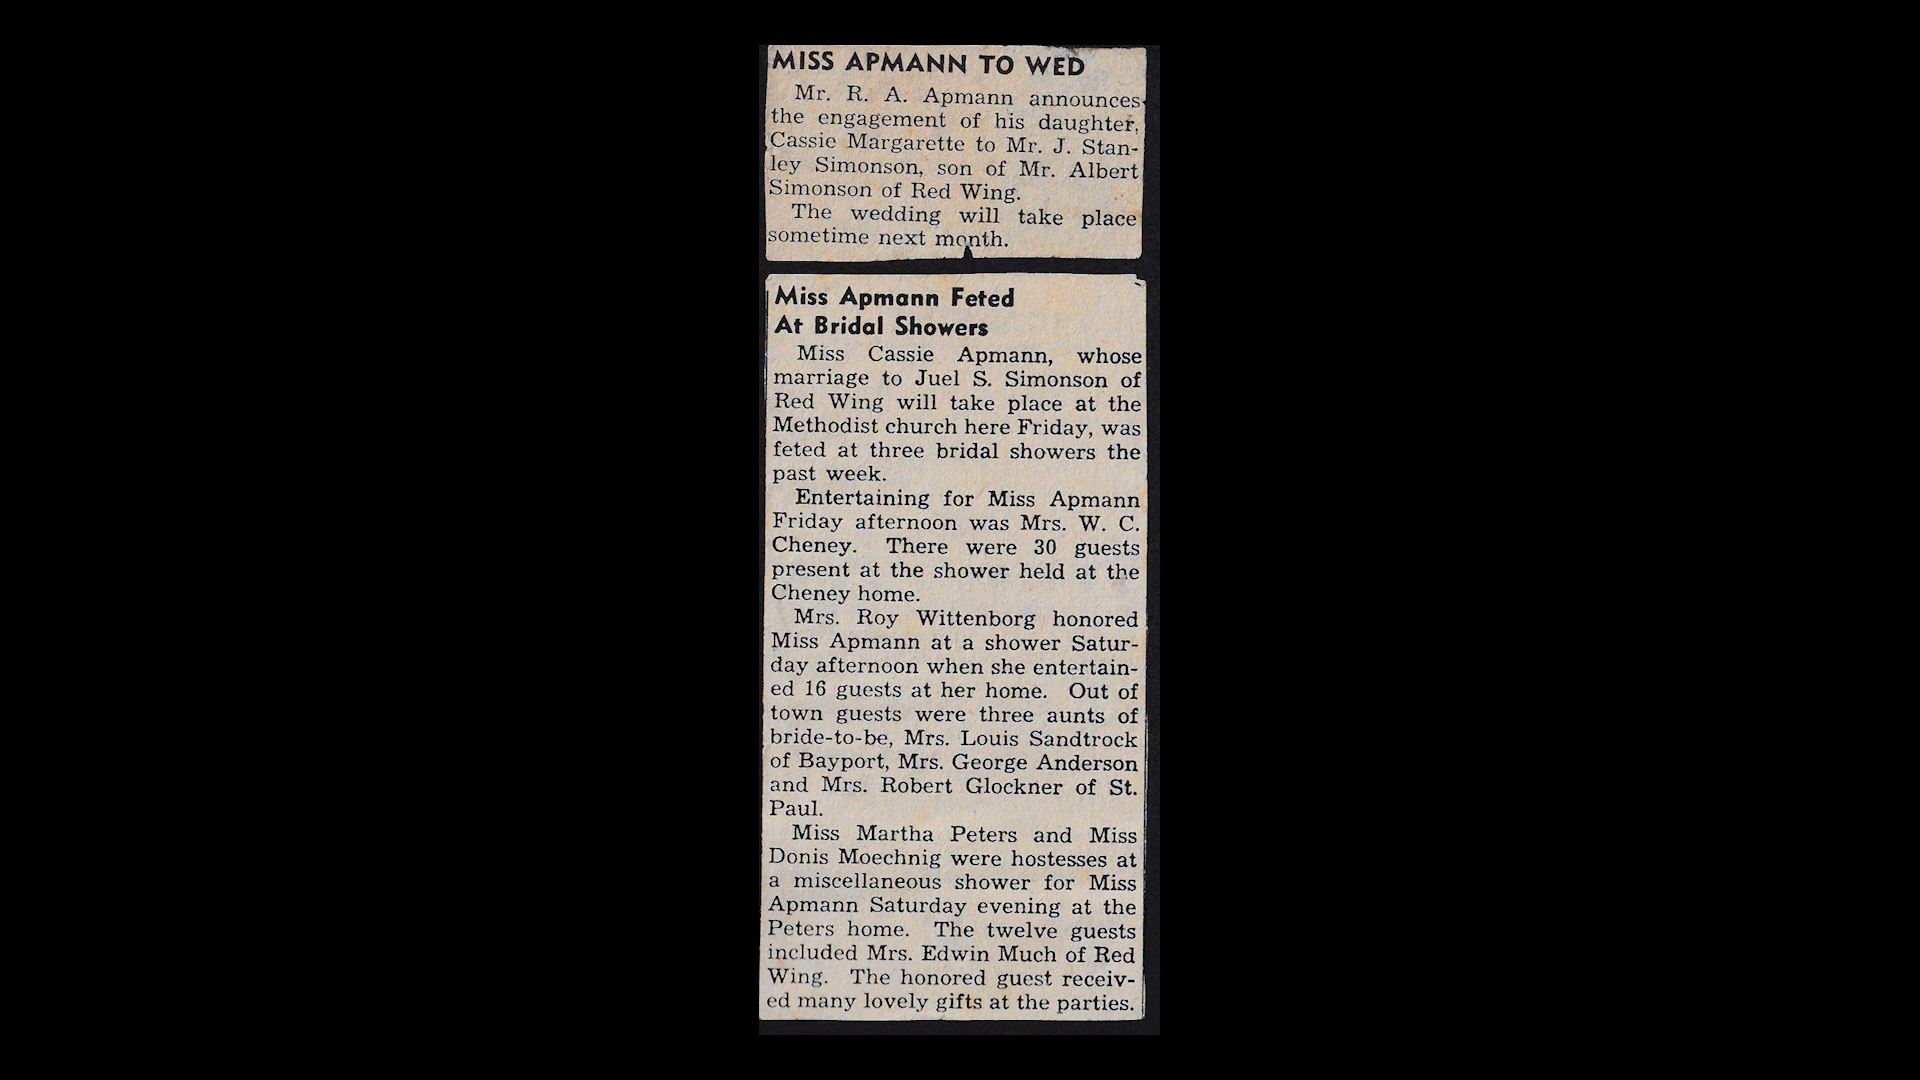 MISS APMANN TO WED
Mr. R. A. Apmann announces
the engagement of his daughter,
Cassie Margarette to Mr. J. Stan-
ley Simonson, son of Mr. Albert
Simonson of Red Wing.
The wedding will take place
sometime next month.
Miss Apmann Feted
At Bridal Showers
Miss Cassie Apmann, whose
marriage to Juel S. Simonson of
Red Wing will take place at the
Methodist church here Friday, was
feted at three bridal showers the
past week.
Entertaining for Miss Apmann
Friday afternoon was Mrs. W. C.
Cheney. There were 30 guests
present at the shower held at the
Cheney home.
Mrs. Roy Wittenborg honored
Miss Apmann at a shower Satur-
day afternoon when she entertain-
ed 16 guests at her home. Out of
town guests were three aunts of
bride-to-be, Mrs. Louis Sandtrock
of Bayport, Mrs. George Anderson
and Mrs. Robert Glockner of St.
Paul.
Miss Martha Peters and Miss
Donis Moechnig were hostesses at
a miscellaneous shower for Miss
Apmann Saturday evening at the
Peters home. The twelve guests
included Mrs. Edwin Much of Red
Wing. The honored guest receiv-
ed many lovely gifts at the parties.